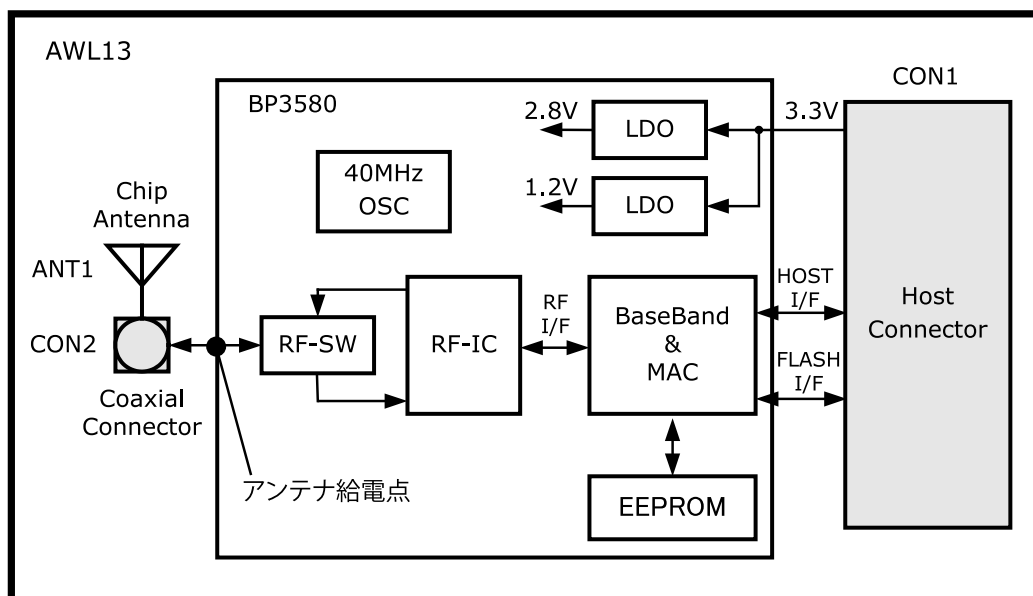 AWL13
CON1
BP3580
2.8V
LDO
3.3V
40MHz
OSC
1.2V
LDO
Chip
Antenna
ANT1
CON2
Coaxial
Connector
RF-SW
RF-IC
RF
I/F
BaseBand
&
MAC
HOST
I/F
FLASH
I/F
Host
Connector
アンテナ給電点
EEPROM